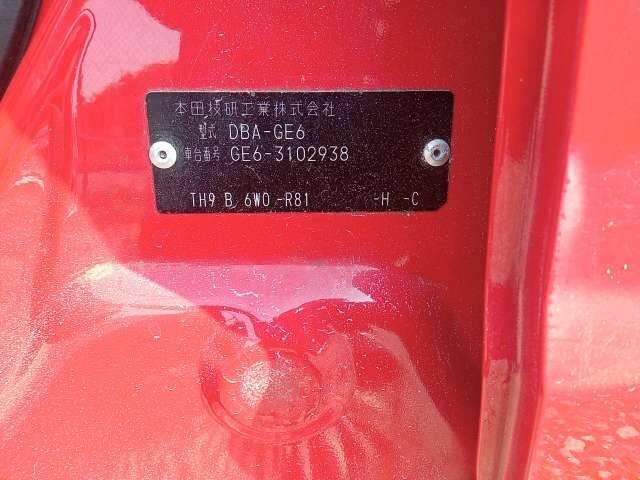 本田技研工業株式会社
型式 DBA-GE6
車台番号 GE6-3102938
TH9 B 6W0 -R81 -H -C